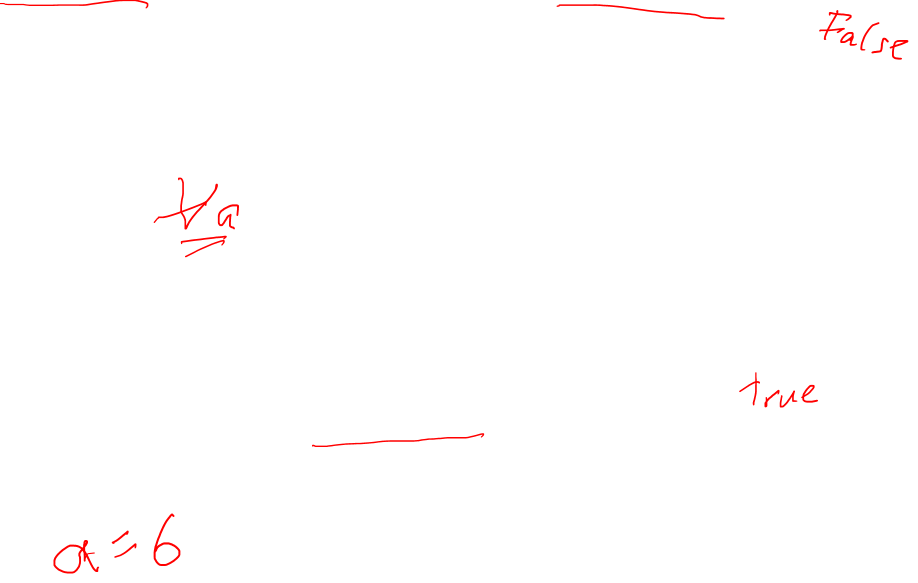 False
∀a
true
a = 6